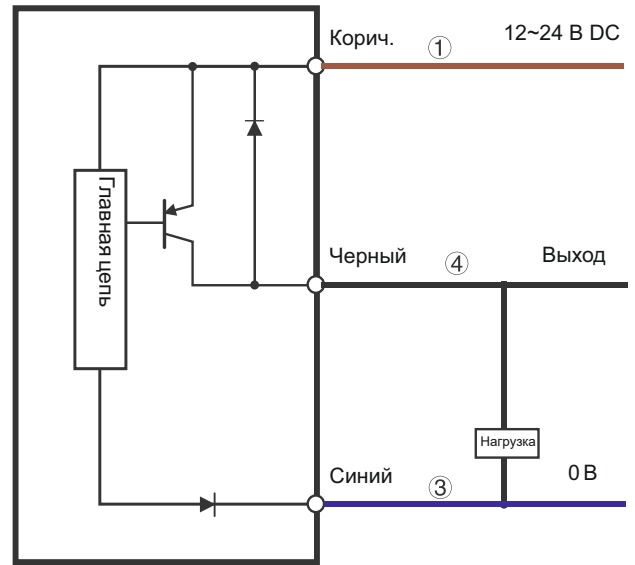 Корич.
①
12~24 В DC
Главная цепь
Черный
④
Выход
Нагрузка
Синий
③
0 В